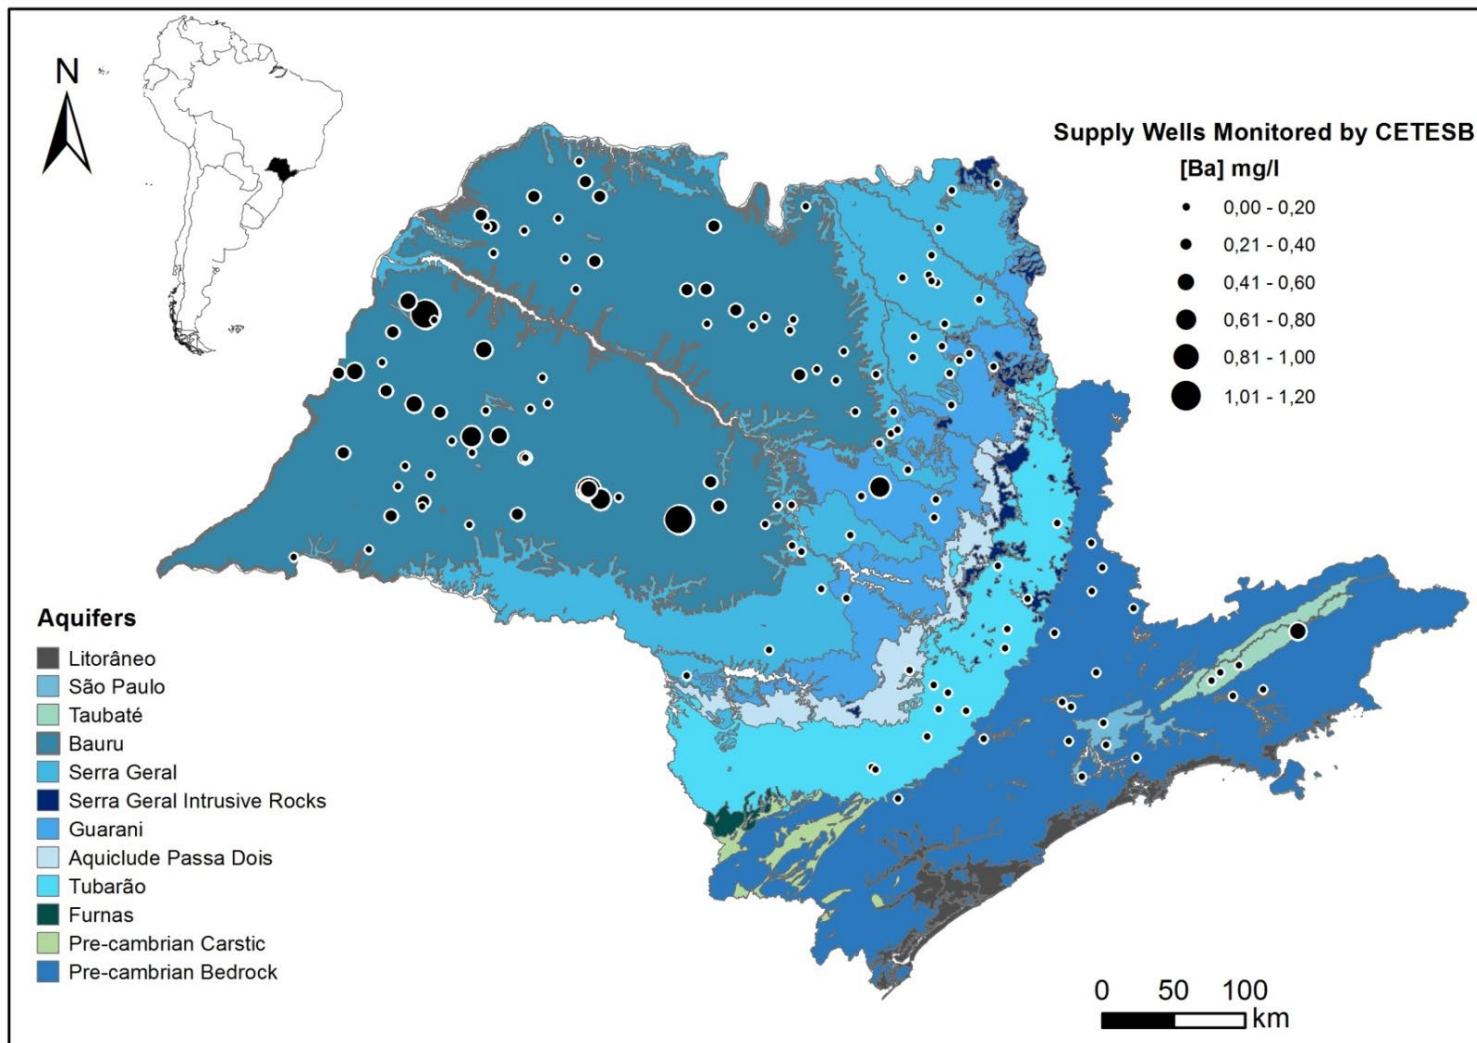 N
Supply Wells Monitored by CETESB
[Ba] mg/l
0,00 - 0,20
0,21 - 0,40
0,41 - 0,60
0,61 - 0,80
0,81 - 1,00
1,01 - 1,20
Aquifers
Litorâneo
São Paulo
Taubaté
Bauru
Serra Geral
Serra Geral Intrusive Rocks
Guarani
Aquiclude Passa Dois
Tubarão
Furnas
Pre-cambrian Carstic
Pre-cambrian Bedrock
0 50 100
km